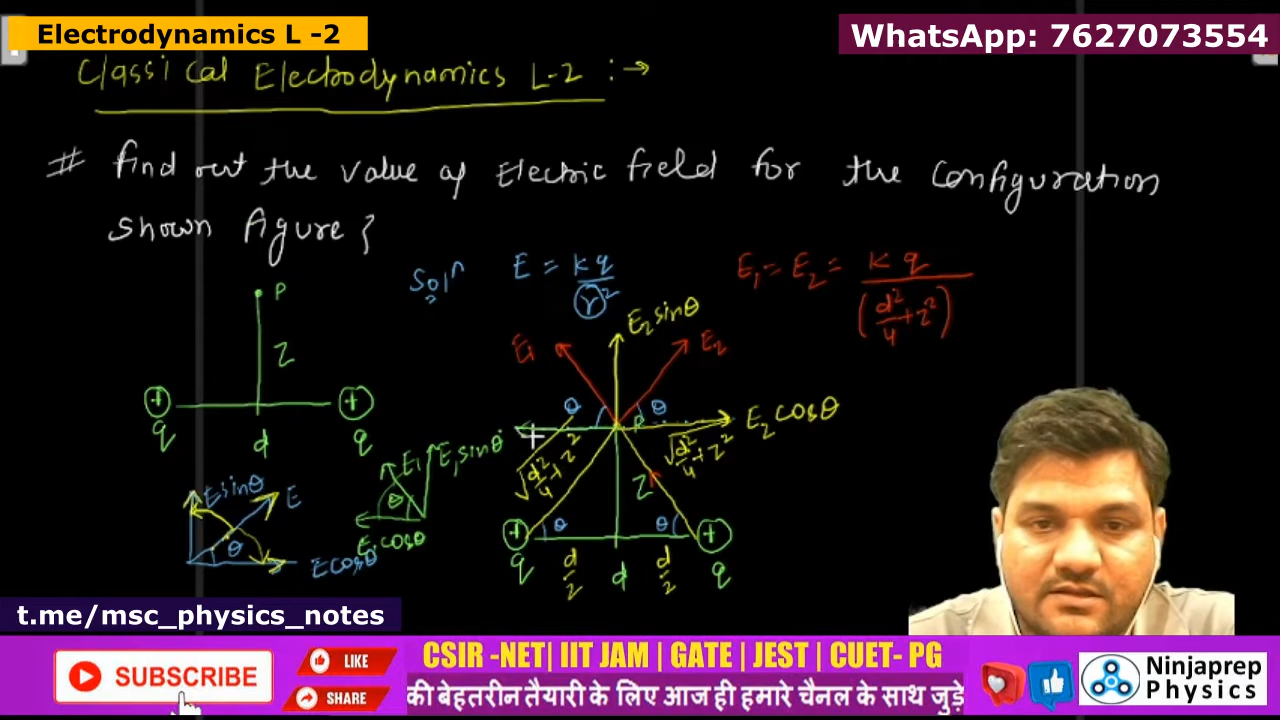 Electrodynamics L -2
WhatsApp: 7627073554
Classical Electrodynamics L-2 :→
# find out the value of Electric field for the configuration
shown figure }
Solⁿ
E = kq/r²
E₁ = E₂ = kq/(d²/4 + z²)
P
Z
+ +
q d q
E sinθ
E
θ
E cosθ
E₁
E₁ sinθ
θ
E₁ cosθ
E₂ sinθ
E₁ E₂
θ θ
P
E₂ cosθ
√d²/4 + z² √d²/4 + z²
Z
+ θ θ +
q d/2 d d/2 q
t.me/msc_physics_notes
SUBSCRIBE
LIKE
SHARE
CSIR -NET| IIT JAM | GATE | JEST | CUET- PG
की बेहतरीन तैयारी के लिए आज ही हमारे चैनल के साथ जुड़े
Ninjaprep
Physics